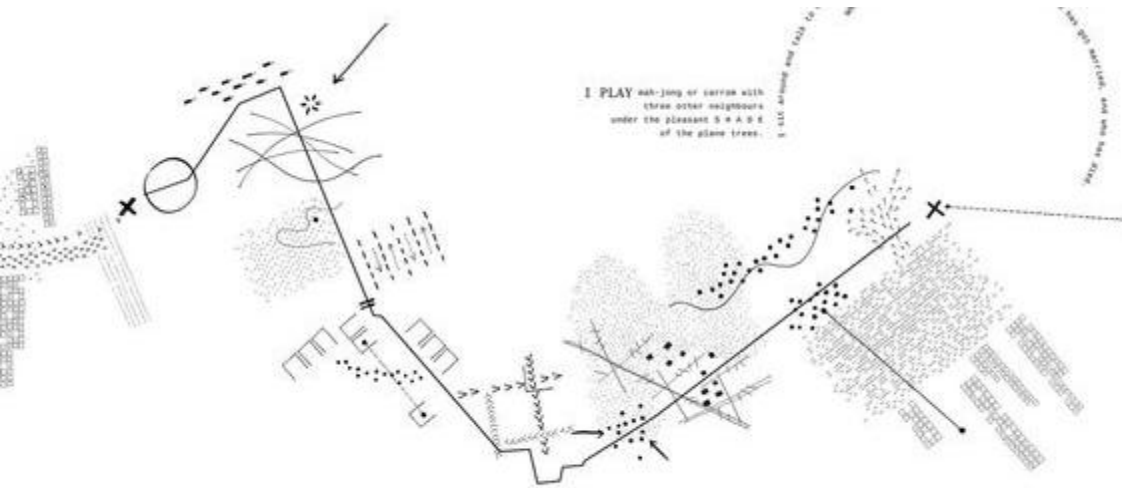 I PLAY mah-jong or carrom with
three other neighbours
under the pleasant S H A D E
of the plane trees.
I sit around and talk to
has got married, and who has died.